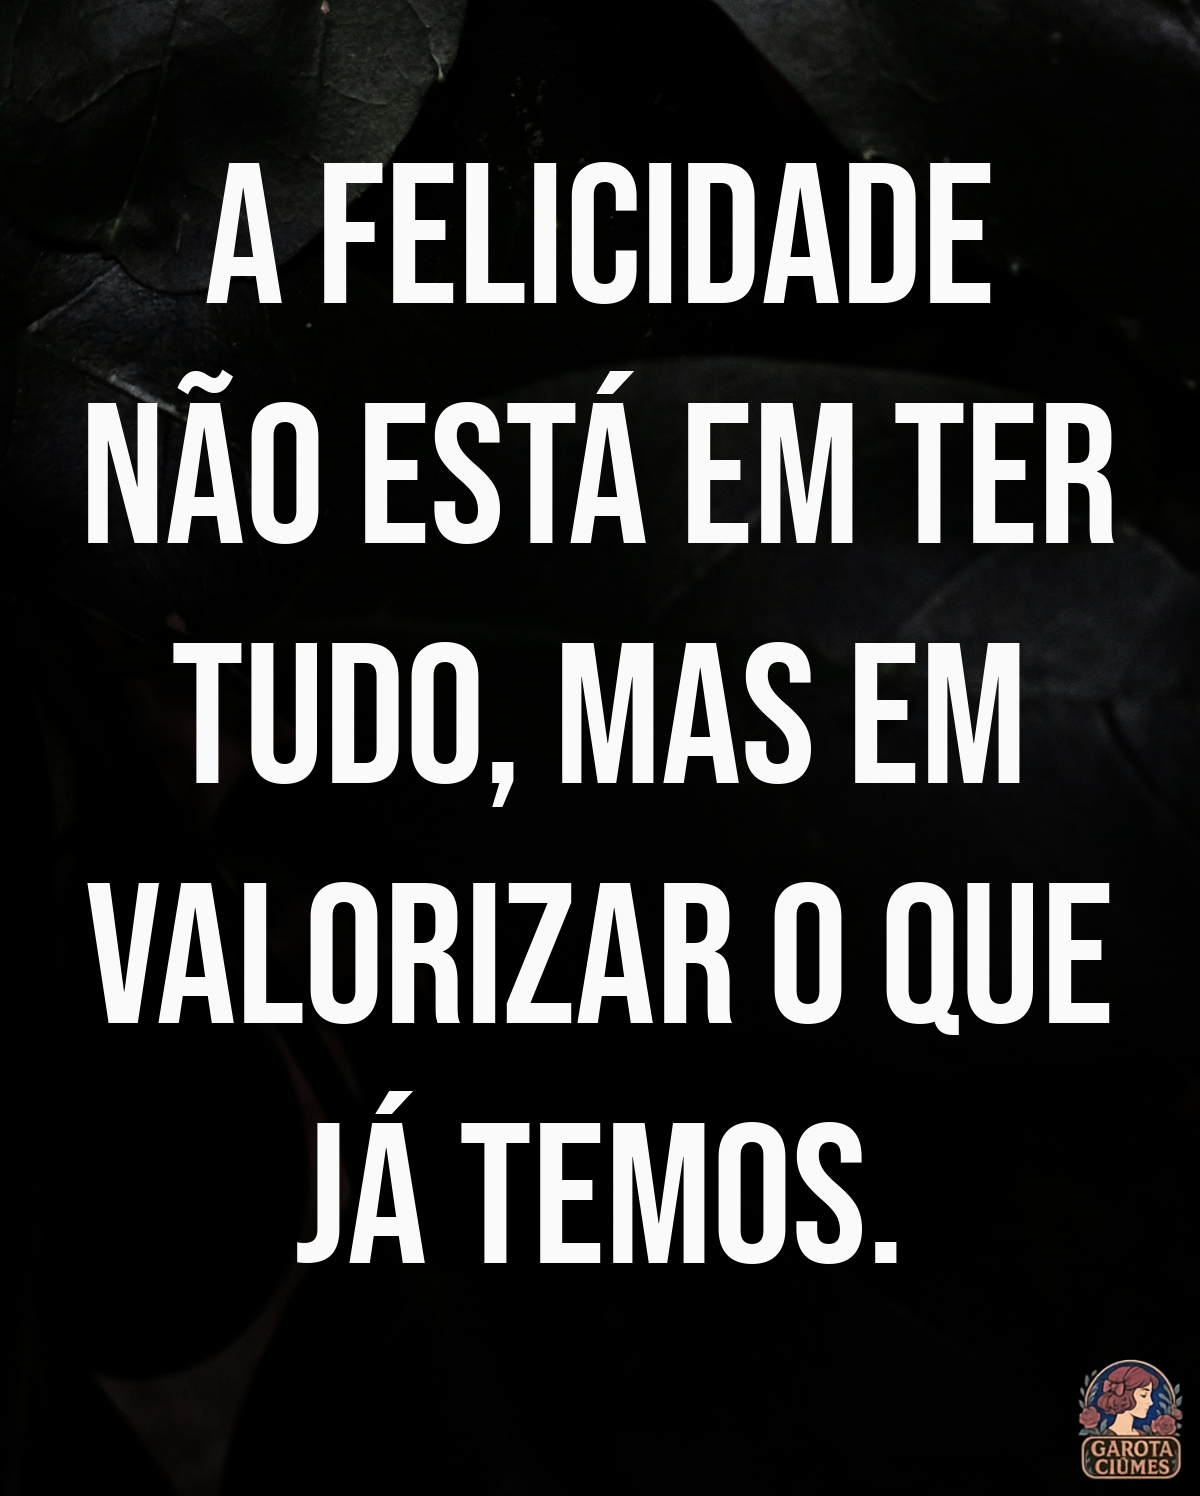 A FELICIDADE
NÃO ESTÁ EM TER
TUDO, MAS EM
VALORIZAR O QUE
JÁ TEMOS.
GAROTA
CIÚMES